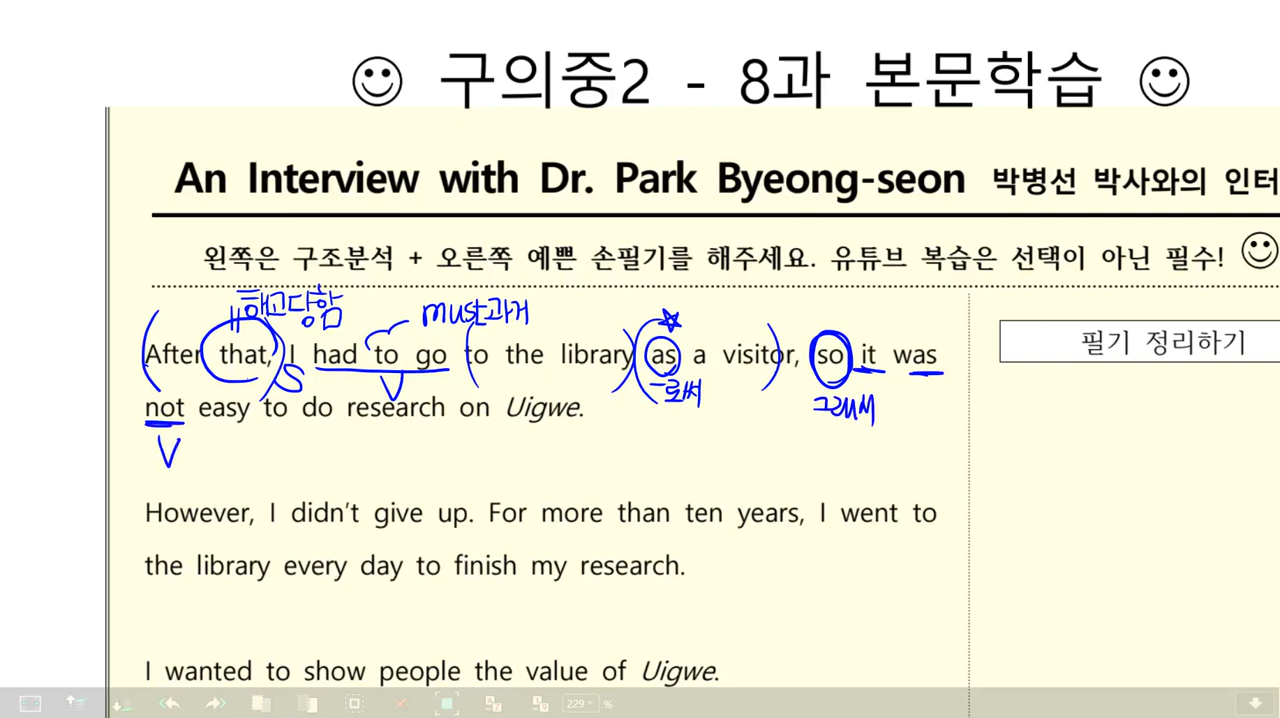 ☺ 구의중2 - 8과 본문학습 ☺
An Interview with Dr. Park Byeong-seon 박병선 박사와의 인터
왼쪽은 구조분석 + 오른쪽 예쁜 손필기를 해주세요. 유튜브 복습은 선택이 아닌 필수! ☺
해고당함 must과거
After that, I had to go to the library as a visitor, so it was
S V ~로써 그래서
not easy to do research on Uigwe.
V
However, I didn't give up. For more than ten years, I went to
the library every day to finish my research.
I wanted to show people the value of Uigwe.
필기 정리하기
229 %